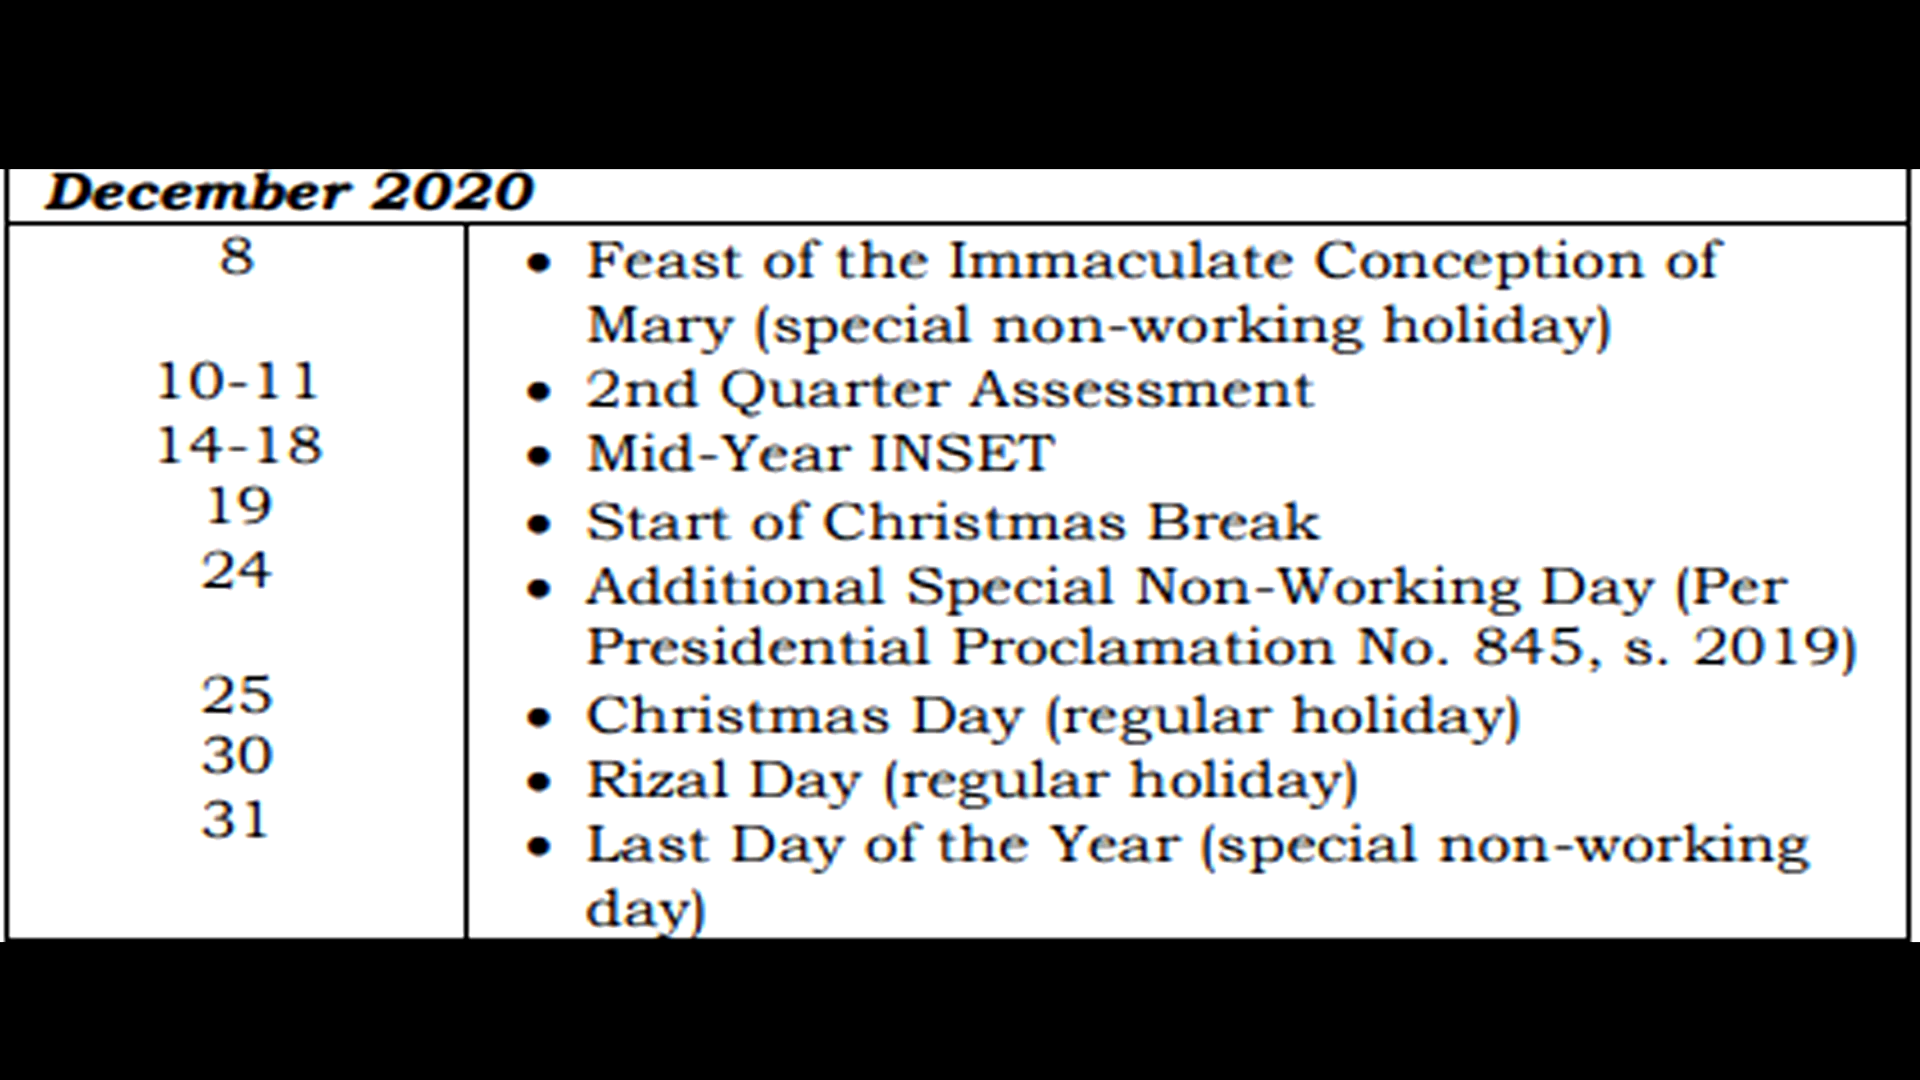 December 2020
8
• Feast of the Immaculate Conception of
Mary (special non-working holiday)
10-11
• 2nd Quarter Assessment
14-18
• Mid-Year INSET
19
• Start of Christmas Break
24
• Additional Special Non-Working Day (Per
Presidential Proclamation No. 845, s. 2019)
25
• Christmas Day (regular holiday)
30
• Rizal Day (regular holiday)
31
• Last Day of the Year (special non-working
day)